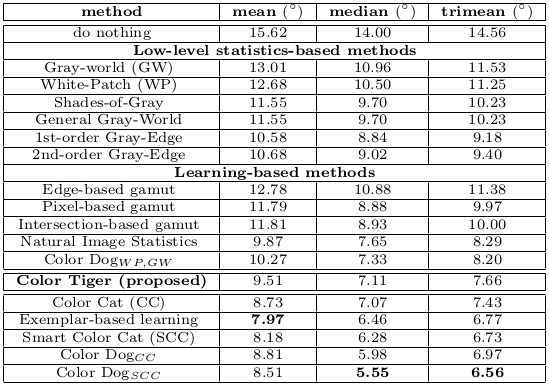 method mean (°) median (°) trimean (°)
do nothing 15.62 14.00 14.56
Low-level statistics-based methods
Gray-world (GW) 13.01 10.96 11.53
White-Patch (WP) 12.68 10.50 11.25
Shades-of-Gray 11.55 9.70 10.23
General Gray-World 11.55 9.70 10.23
1st-order Gray-Edge 10.58 8.84 9.18
2nd-order Gray-Edge 10.68 9.02 9.40
Learning-based methods
Edge-based gamut 12.78 10.88 11.38
Pixel-based gamut 11.79 8.88 9.97
Intersection-based gamut 11.81 8.93 10.00
Natural Image Statistics 9.87 7.65 8.29
Color Dog_WP,GW 10.27 7.33 8.20
Color Tiger (proposed) 9.51 7.11 7.66
Color Cat (CC) 8.73 7.07 7.43
Exemplar-based learning 7.97 6.46 6.77
Smart Color Cat (SCC) 8.18 6.28 6.73
Color Dog_CC 8.81 5.98 6.97
Color Dog_SCC 8.51 5.55 6.56